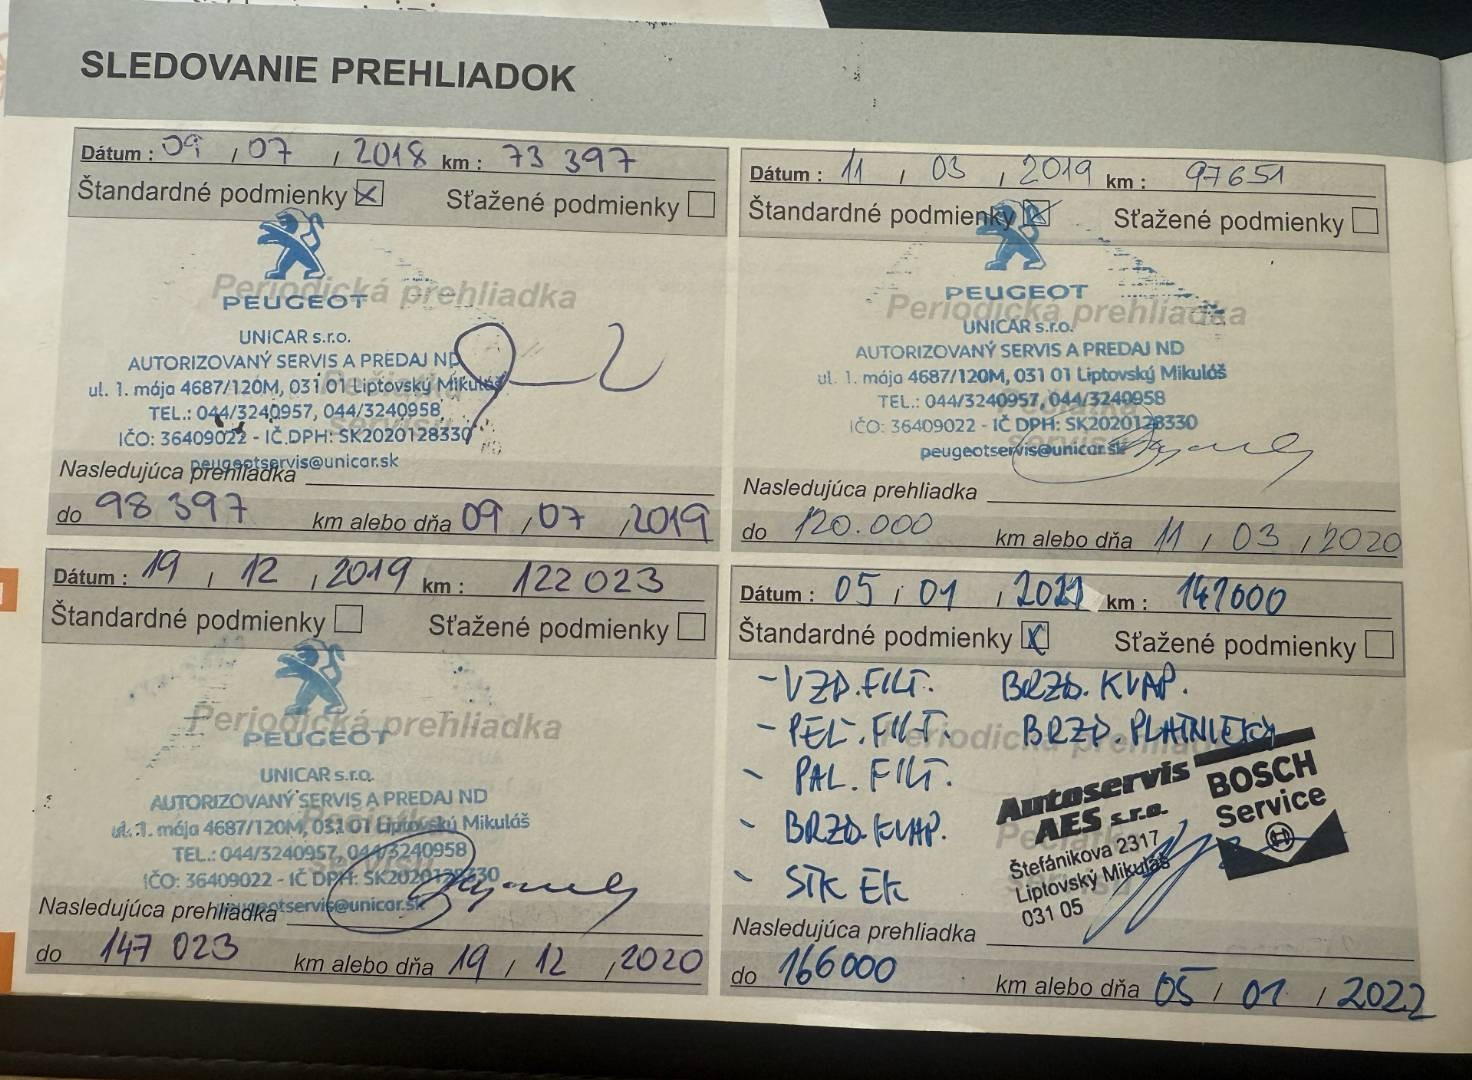 SLEDOVANIE PREHLIADOK
Dátum : 09 , 07 , 2018 km : 73 397
Štandardné podmienky Sťažené podmienky
Periodická prehliadka
PEUGEOT
UNICAR s.r.o.
AUTORIZOVANÝ SERVIS A PREDAJ ND
ul. 1. mája 4687/120M, 031 01 Liptovský Mikuláš
TEL.: 044/3240957, 044/3240958
IČO: 36409022 - IČ DPH: SK2020128330
peugeotservis@unicar.sk
Nasledujúca prehliadka
do 98 397 km alebo dňa 09 , 07 , 2019
Dátum : 11 , 03 , 2019 km : 97651
Štandardné podmienky Sťažené podmienky
Periodická prehliadka
PEUGEOT
UNICAR s.r.o.
AUTORIZOVANÝ SERVIS A PREDAJ ND
ul. 1. mája 4687/120M, 031 01 Liptovský Mikuláš
TEL.: 044/3240957, 044/3240958
IČO: 36409022 - IČ DPH: SK2020128330
peugeotservis@unicar.sk
Nasledujúca prehliadka
do 120.000 km alebo dňa 11 , 03 , 2020
Dátum : 19 , 12 , 2019 km : 122 023
Štandardné podmienky Sťažené podmienky
Periodická prehliadka
PEUGEOT
UNICAR s.r.o.
AUTORIZOVANÝ SERVIS A PREDAJ ND
ul. 1. mája 4687/120M, 031 01 Liptovský Mikuláš
TEL.: 044/3240957, 044/3240958
IČO: 36409022 - IČ DPH: SK2020128330
peugeotservis@unicar.sk
Nasledujúca prehliadka
do 147 023 km alebo dňa 19 , 12 , 2020
Dátum : 05 , 01 , 2021 km : 147000
Štandardné podmienky Sťažené podmienky
- VZD. FILT. BRZD. KVAP.
- PEL. FILT. BRZD. PLATNIČKY
- PAL. FILT.
- BRZD. KVAP.
- STK EK
Periodická prehliadka
Autoservis
AES s.r.o.
Štefánikova 2317
Liptovský Mikuláš
031 05
BOSCH
Service
Nasledujúca prehliadka
do 166000 km alebo dňa 05 , 01 , 2022